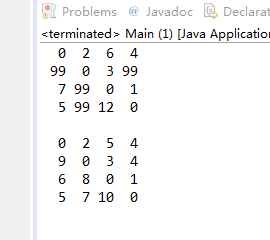 Problems @ Javadoc Declarat
<terminated> Main (1) [Java Application
0 2 6 4
99 0 3 99
7 99 0 1
5 99 12 0
0 2 5 4
9 0 3 4
6 8 0 1
5 7 10 0